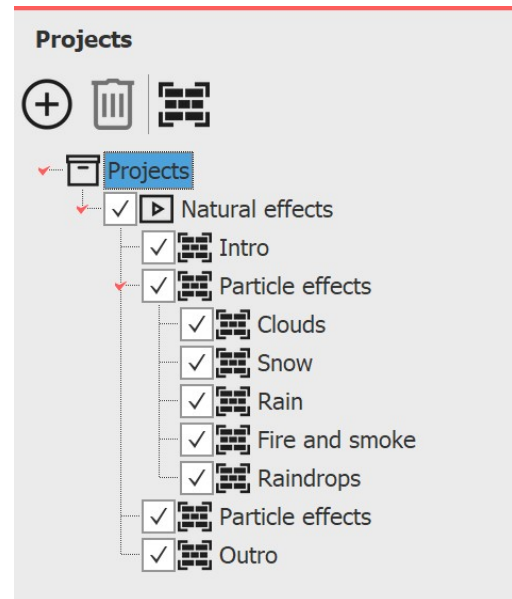 Projects
Projects
Natural effects
Intro
Particle effects
Clouds
Snow
Rain
Fire and smoke
Raindrops
Particle effects
Outro